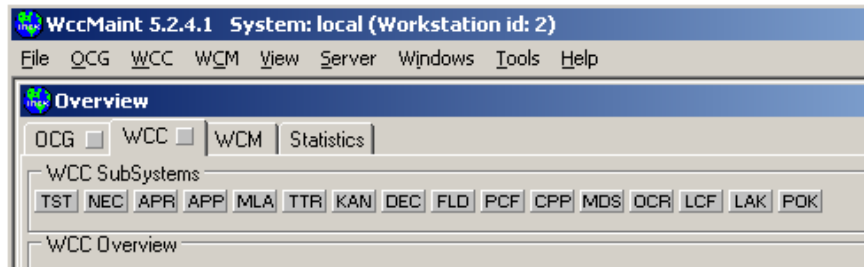 WccMaint 5.2.4.1 System: local (Workstation id: 2)
File OCG WCC WCM View Server Windows Tools Help
Overview
OCG WCC WCM Statistics
WCC SubSystems
TST NEC APR APP MLA TTR KAN DEC FLD PCF CPP MDS OCR LCF LAK POK
WCC Overview